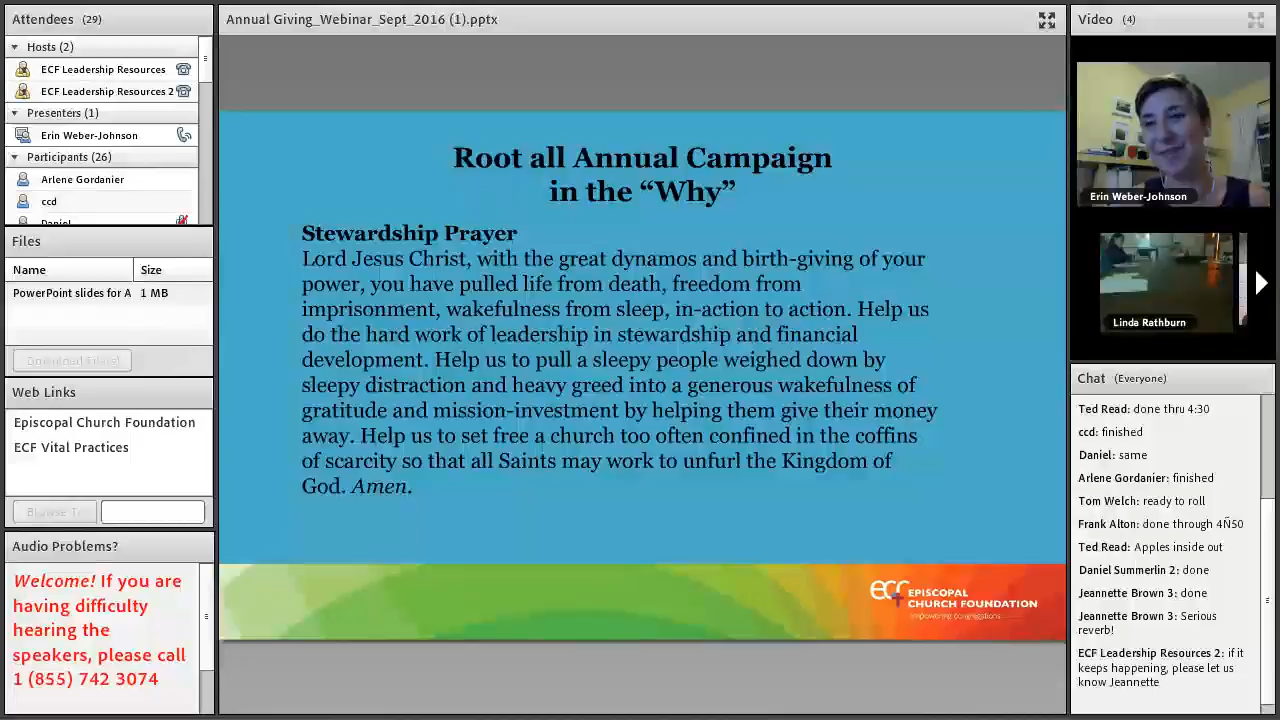 Attendees (29)
Hosts (2)
ECF Leadership Resources
ECF Leadership Resources 2
Presenters (1)
Erin Weber-Johnson
Participants (26)
Arlene Gordanier
ccd
Daniel
Files
Name Size
PowerPoint slides for A 1 MB
Download File(s)
Web Links
Episcopal Church Foundation
ECF Vital Practices
Browse To
Audio Problems?
Welcome! If you are
having difficulty
hearing the
speakers, please call
1 (855) 742 3074
Annual Giving_Webinar_Sept_2016 (1).pptx
Root all Annual Campaign
in the “Why”
Stewardship Prayer
Lord Jesus Christ, with the great dynamos and birth-giving of your
power, you have pulled life from death, freedom from
imprisonment, wakefulness from sleep, in-action to action. Help us
do the hard work of leadership in stewardship and financial
development. Help us to pull a sleepy people weighed down by
sleepy distraction and heavy greed into a generous wakefulness of
gratitude and mission-investment by helping them give their money
away. Help us to set free a church too often confined in the coffins
of scarcity so that all Saints may work to unfurl the Kingdom of
God. Amen.
ecf EPISCOPAL
CHURCH FOUNDATION
empowering congregations
Video (4)
Erin Weber-Johnson
Linda Rathburn
Chat (Everyone)
Ted Read: done thru 4:30
ccd: finished
Daniel: same
Arlene Gordanier: finished
Tom Welch: ready to roll
Frank Alton: done through 4Ñ50
Ted Read: Apples inside out
Daniel Summerlin 2: done
Jeannette Brown 3: done
Jeannette Brown 3: Serious
reverb!
ECF Leadership Resources 2: if it
keeps happening, please let us
know Jeannette